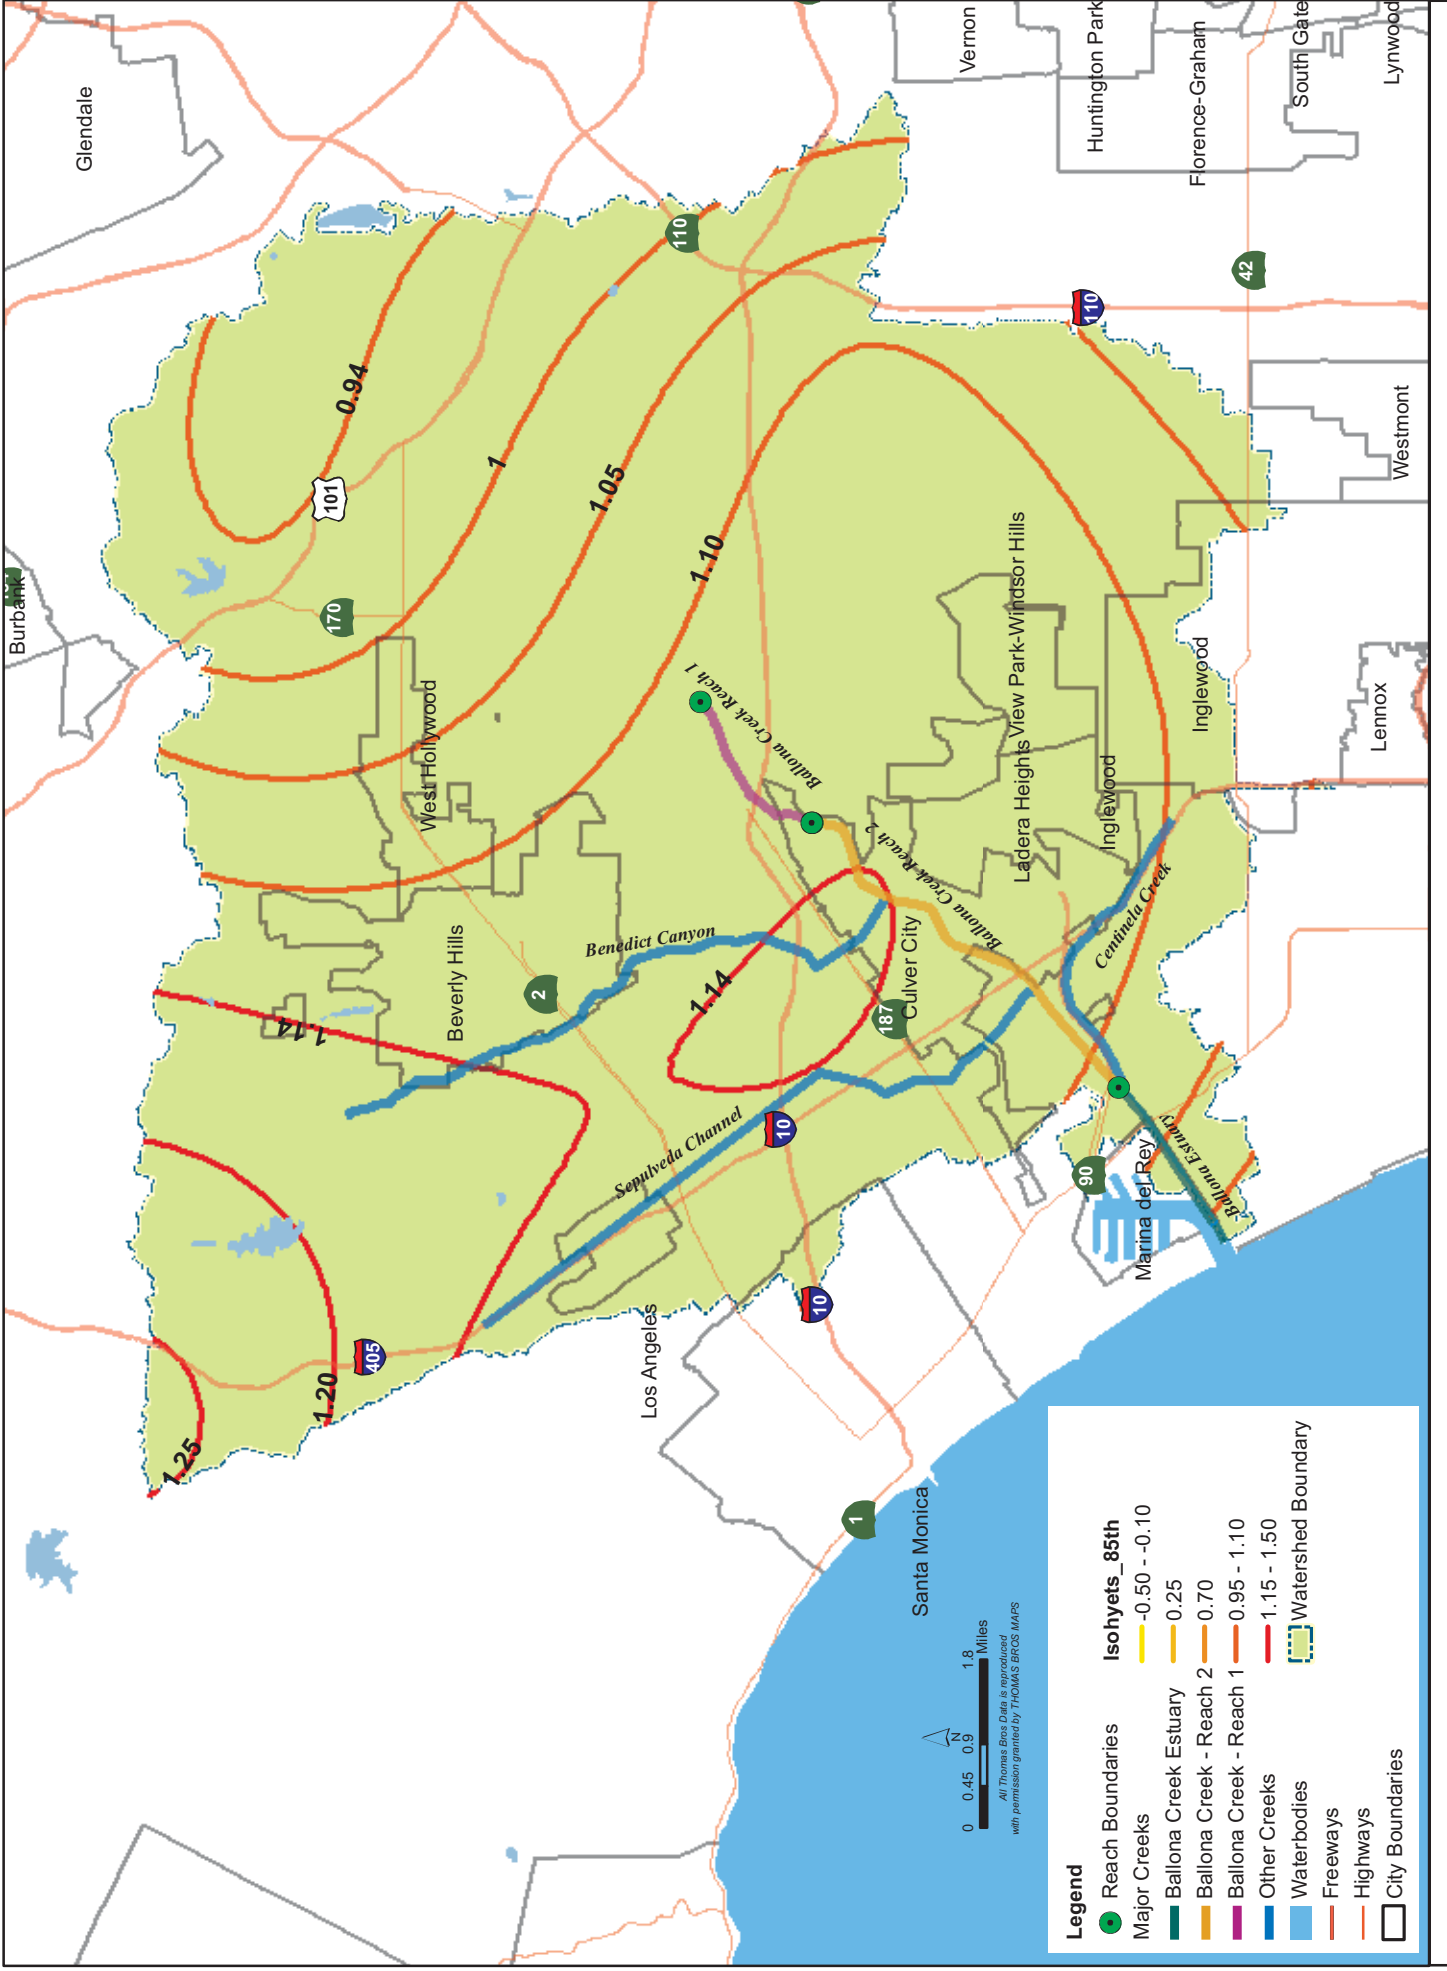 Glendale
Burbank
Vernon
Huntington Park
Florence-Graham
South Gate
Lynwood
0.94
101
170
1
1.05
1.10
110
110
42
Westmont
West Hollywood
Beverly Hills
2
Benedict Canyon
1.14
1.14
Ballona Creek Reach 1
Ballona Creek Reach 2
View Park-Windsor Hills
Ladera Heights
Inglewood
Inglewood
Lennox
Centinela Creek
Culver City
187
Sepulveda Channel
10
10
405
1.20
1.25
Los Angeles
90
Marina del Rey
Ballona Estuary
1
Santa Monica
N
0 0.45 0.9 1.8
Miles
All Thomas Bros Data is reproduced
with permission granted by THOMAS BROS MAPS
Legend
Reach Boundaries
Major Creeks
Ballona Creek Estuary
Ballona Creek - Reach 2
Ballona Creek - Reach 1
Other Creeks
Waterbodies
Freeways
Highways
City Boundaries
Isohyets_85th
-0.50 - -0.10
0.25
0.70
0.95 - 1.10
1.15 - 1.50
Watershed Boundary